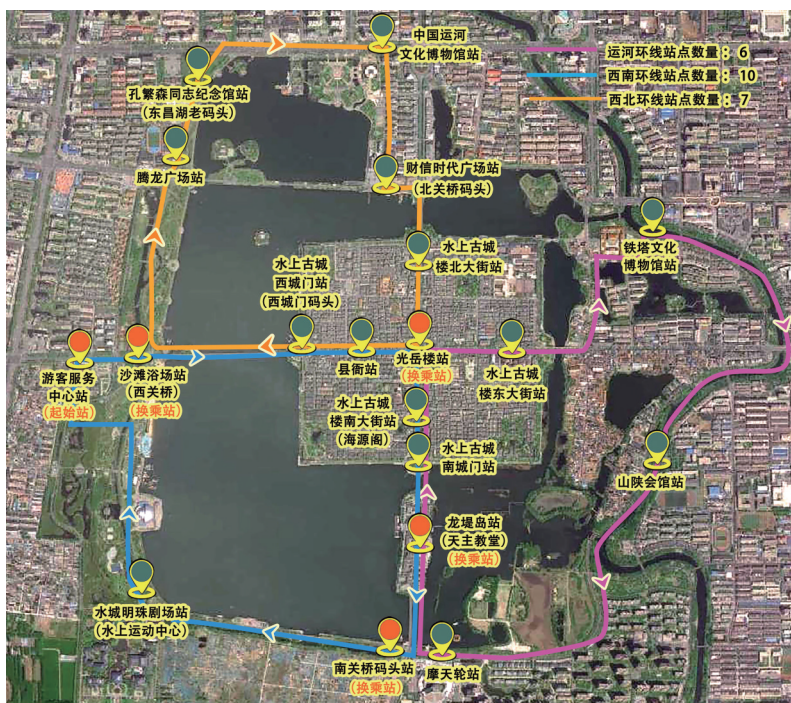 中国运河
文化博物馆站
运河环线站点数量：6
西南环线站点数量：10
西北环线站点数量：7
孔繁森同志纪念馆站
(东昌湖老码头)
腾龙广场站
财信时代广场站
(北关桥码头)
铁塔文化
博物馆站
水上古城
楼北大街站
水上古城
西城门站
(西城门码头)
游客服务
中心站
(起始站)
沙滩浴场站
(西关桥)
(换乘站)
县衙站
光岳楼站
(换乘站)
水上古城
楼东大街站
水上古城
楼南大街站
(海源阁)
水上古城
南城门站
山陕会馆站
龙堤岛站
(天主教堂)
(换乘站)
水城明珠剧场站
(水上运动中心)
南关桥码头站
(换乘站)
摩天轮站